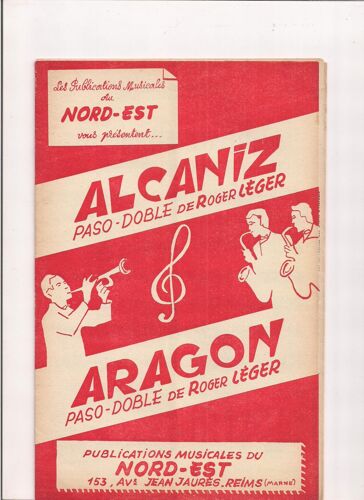 Les Publications Musicales
du
NORD-EST
vous présentent...
ALCANiZ
PASO-DOBLE DE ROGER LÉGER
ARAGON
PASO-DOBLE DE ROGER LÉGER
PUBLICATIONS MUSICALES DU
NORD-EST
153, AVe JEAN JAURÈS. REiMS (MARNE)